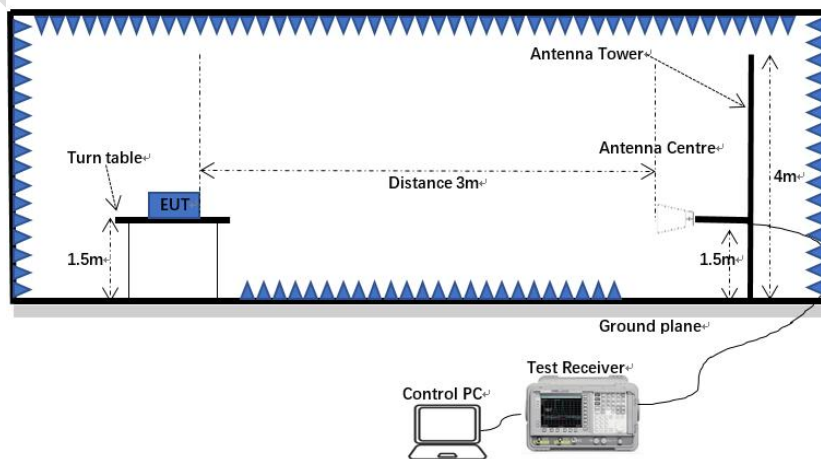 Antenna Tower↵
Turn table↵
Antenna Centre↵
Distance 3m↵
4m↵
EUT
1.5m↵
1.5m↵
Ground plane↵
Test Receiver↵
Control PC↵